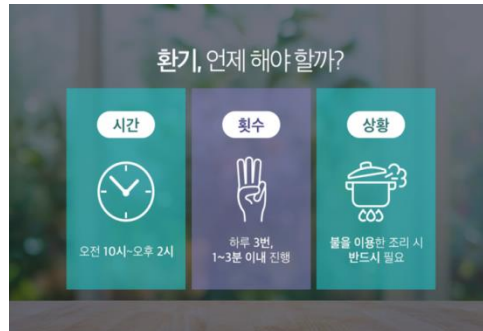 환기, 언제 해야 할까?
시간
오전 10시~오후 2시
횟수
하루 3번,
1~3분 이내 진행
상황
불을 이용한 조리 시
반드시 필요